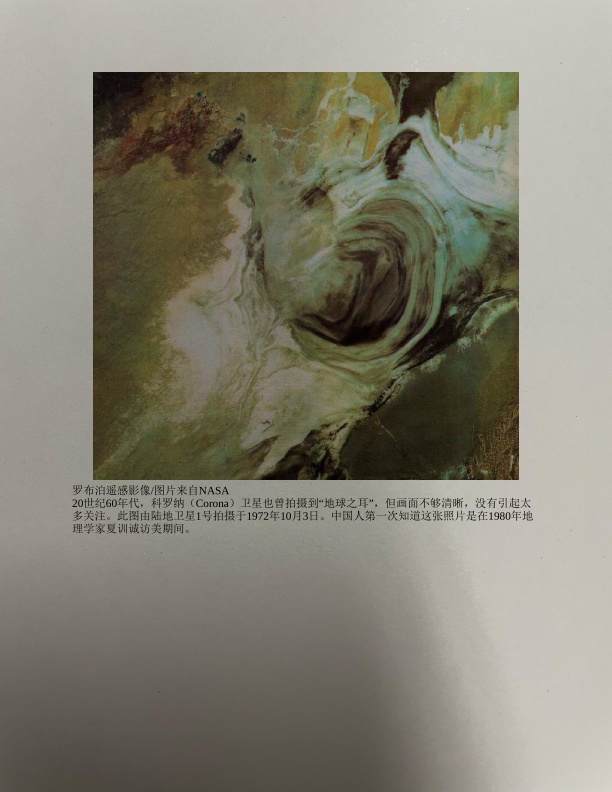 罗布泊遥感影像/图片来自NASA
20世纪60年代，科罗纳（Corona）卫星也曾拍摄到“地球之耳”，但画面不够清晰，没有引起太
多关注。此图由陆地卫星1号拍摄于1972年10月3日。中国人第一次知道这张照片是在1980年地
理学家夏训诚访美期间。